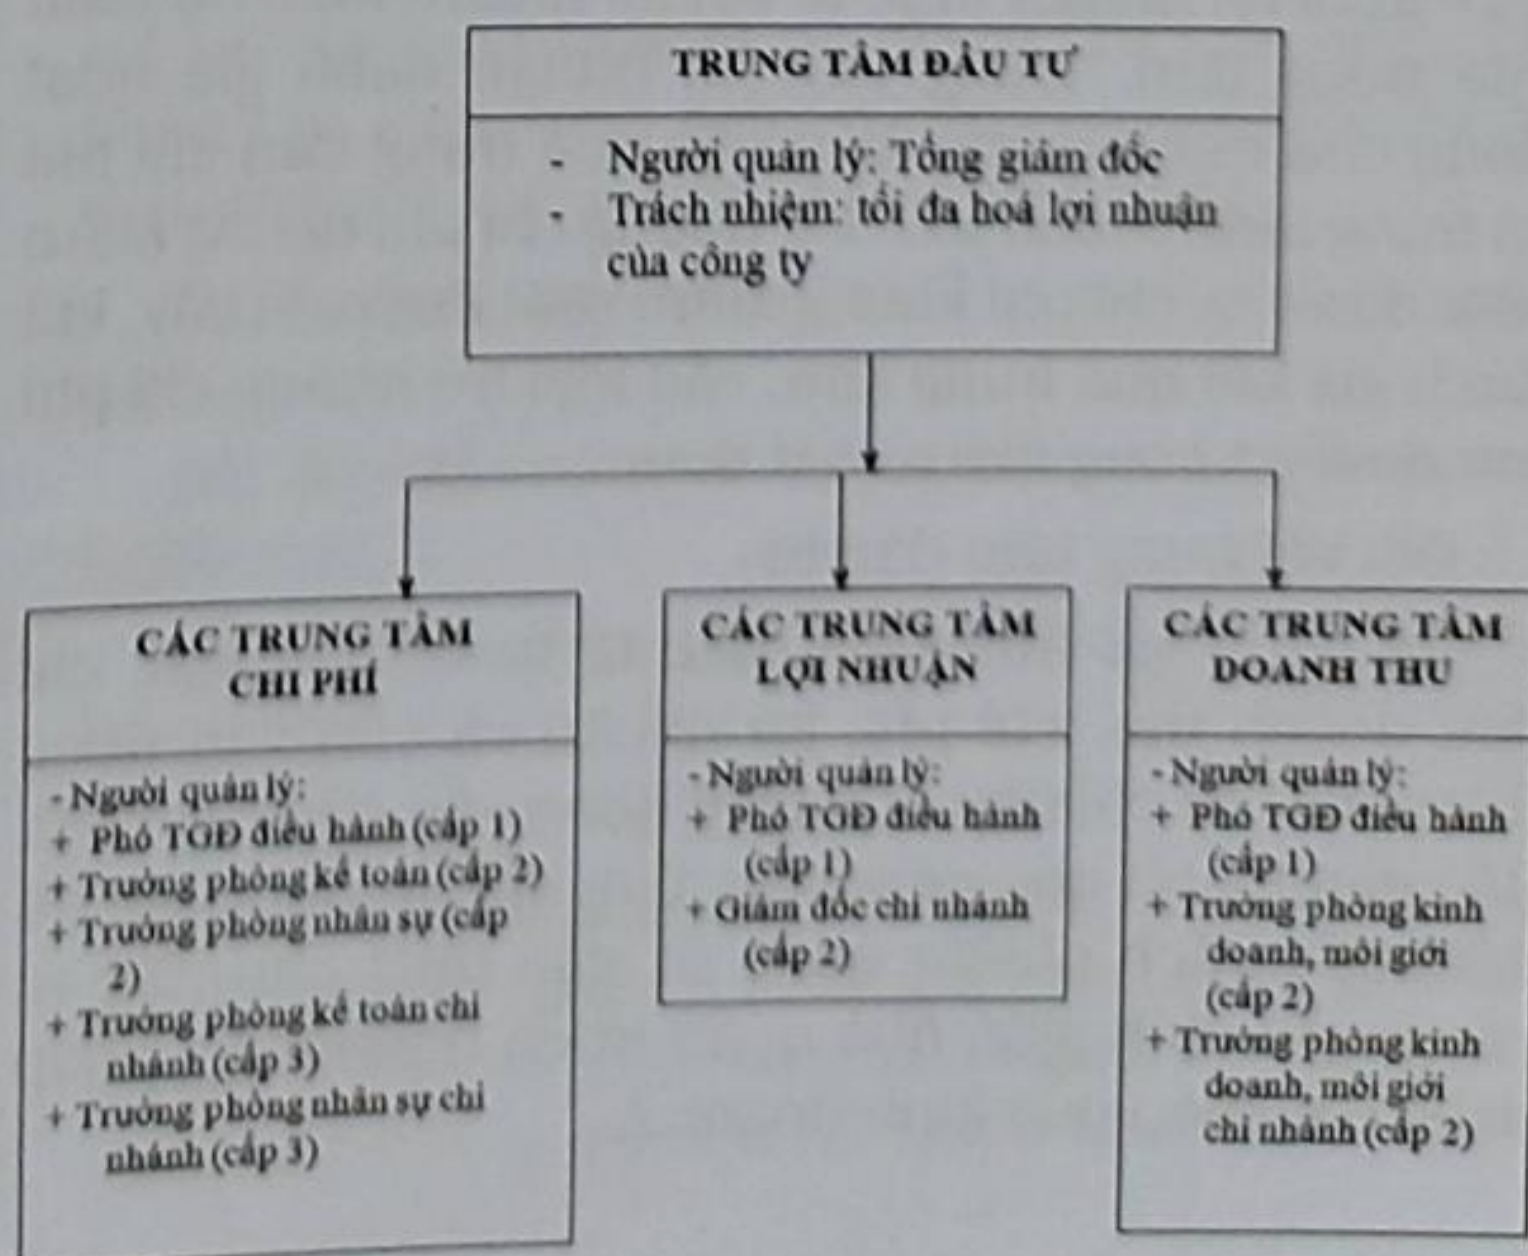 TRUNG TÂM ĐẦU TƯ
- Người quản lý: Tổng giám đốc
- Trách nhiệm: tối đa hoá lợi nhuận
của công ty
CÁC TRUNG TÂM
CHI PHÍ
- Người quản lý:
+ Phó TGĐ điều hành (cấp 1)
+ Trưởng phòng kế toán (cấp 2)
+ Trưởng phòng nhân sự (cấp
2)
+ Trưởng phòng kế toán chi
nhánh (cấp 3)
+ Trưởng phòng nhân sự chi
nhánh (cấp 3)
CÁC TRUNG TÂM
LỢI NHUẬN
- Người quản lý:
+ Phó TGĐ điều hành
(cấp 1)
+ Giám đốc chi nhánh
(cấp 2)
CÁC TRUNG TÂM
DOANH THU
- Người quản lý:
+ Phó TGĐ điều hành
(cấp 1)
+ Trưởng phòng kinh
doanh, môi giới
(cấp 2)
+ Trưởng phòng kinh
doanh, môi giới
chi nhánh (cấp 2)